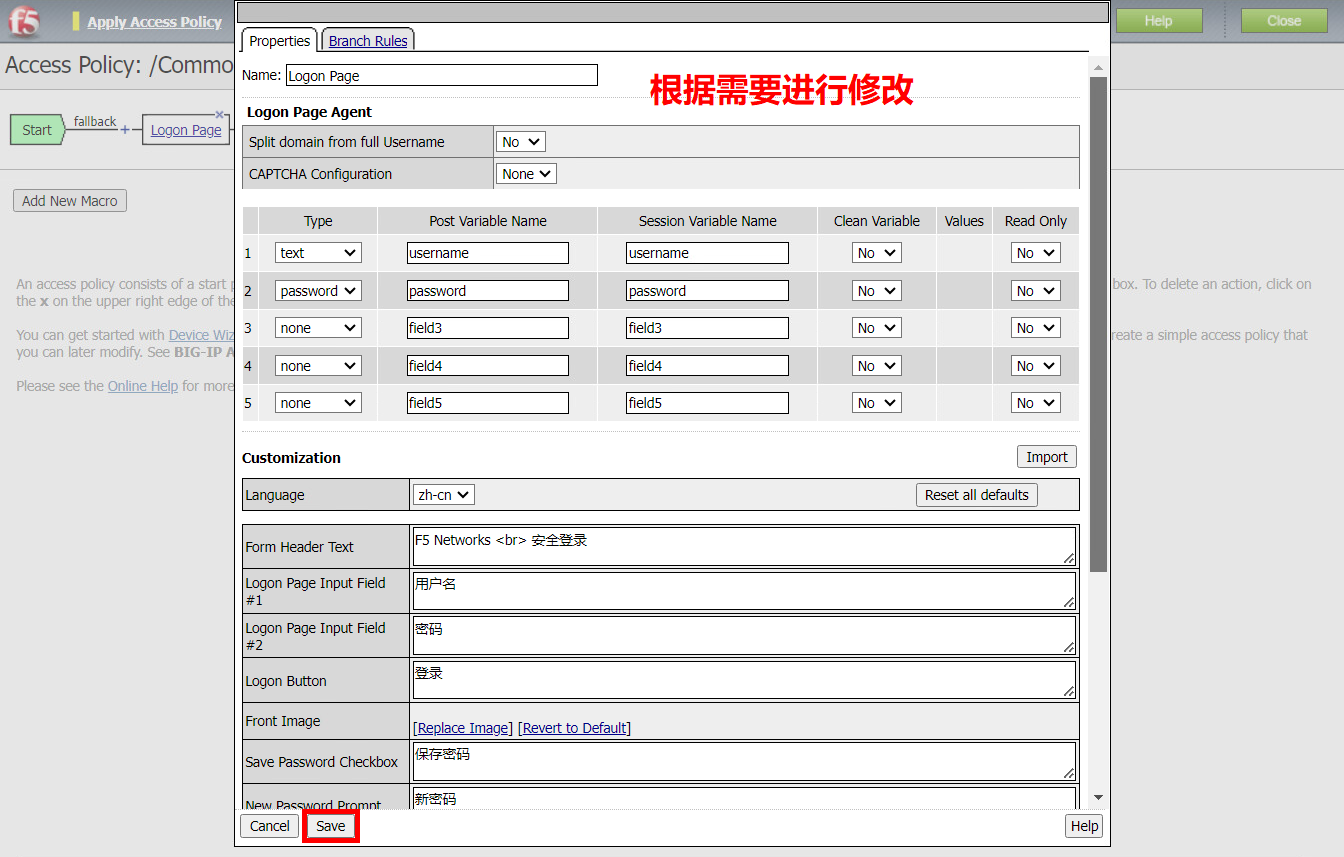 f5
Apply Access Policy
Help
Close
Access Policy: /Commo
Start
fallback
+
Logon Page
x
Add New Macro
An access policy consists of a start
box. To delete an action, click on
the x on the upper right edge of the
You can get started with Device Wiz
reate a simple access policy that
you can later modify. See BIG-IP A
Please see the Online Help for more
Properties
Branch Rules
Name: Logon Page
根据需要进行修改
Logon Page Agent
Split domain from full Username No
CAPTCHA Configuration None
Type Post Variable Name Session Variable Name Clean Variable Values Read Only
1 text username username No No
2 password password password No No
3 none field3 field3 No No
4 none field4 field4 No No
5 none field5 field5 No No
Customization
Import
Language zh-cn Reset all defaults
Form Header Text F5 Networks <br> 安全登录
Logon Page Input Field
#1
用户名
Logon Page Input Field
#2
密码
Logon Button 登录
Front Image [Replace Image] [Revert to Default]
Save Password Checkbox 保存密码
New Password Prompt 新密码
Cancel Save Help